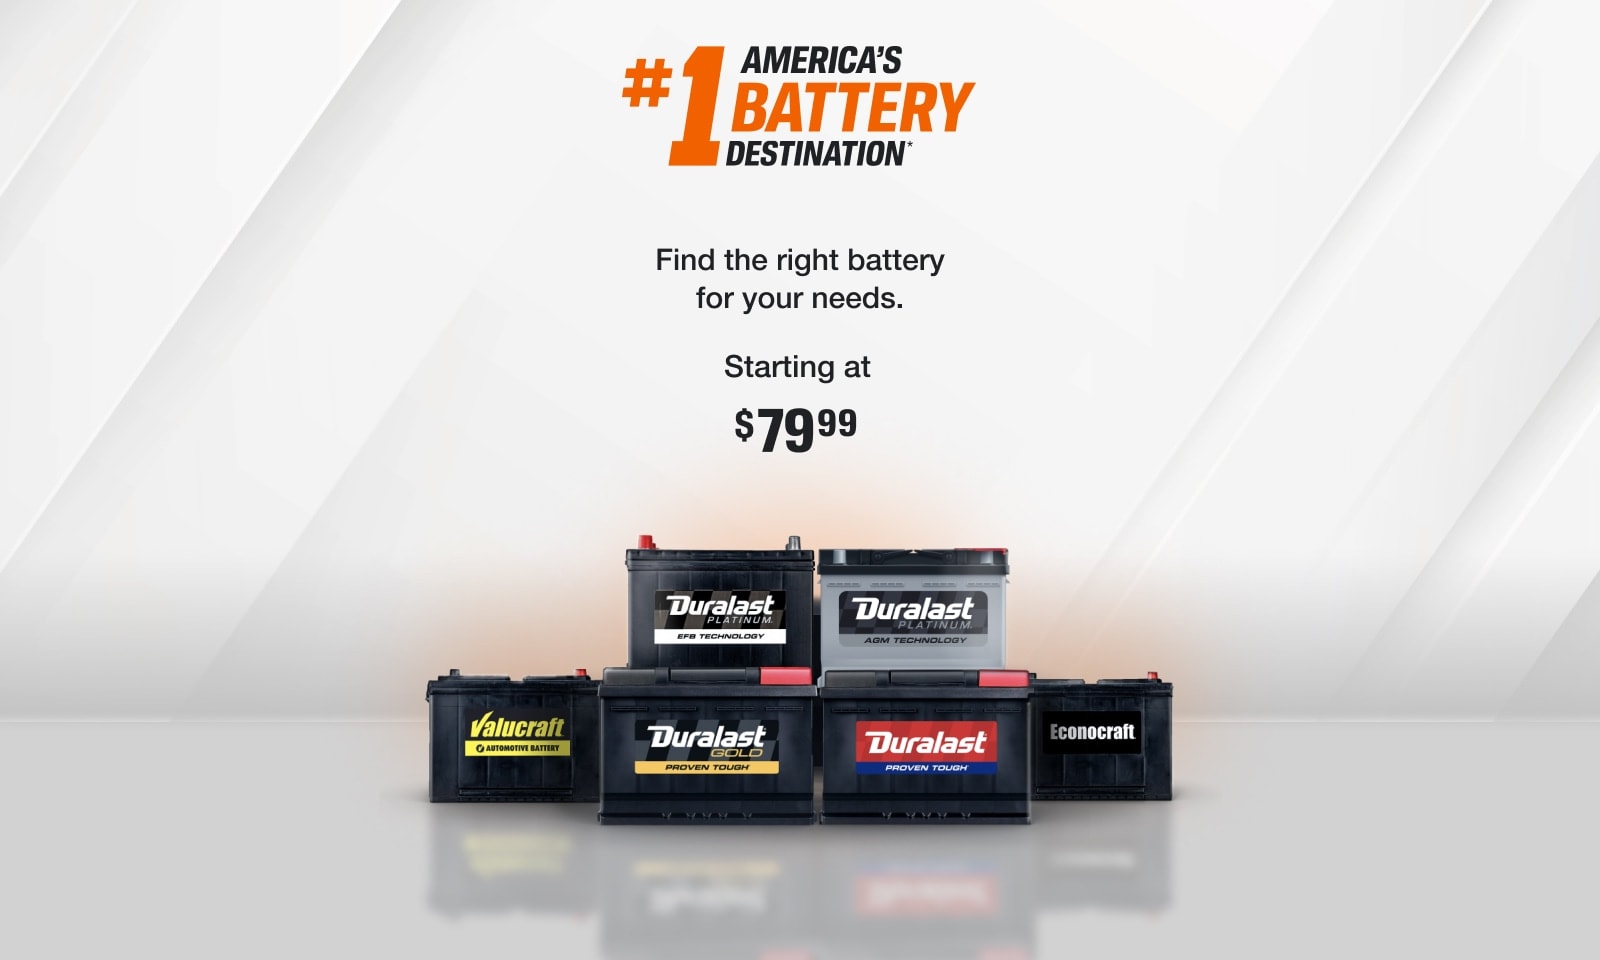 #1 AMERICA'S
BATTERY
DESTINATION*
Find the right battery
for your needs.
Starting at
$79.99
Duralast
PLATINUM
EFB TECHNOLOGY
Duralast
PLATINUM
AGM TECHNOLOGY
Valucraft
AUTOMOTIVE BATTERY
Duralast
GOLD
PROVEN TOUGH
Duralast
PROVEN TOUGH
Econocraft